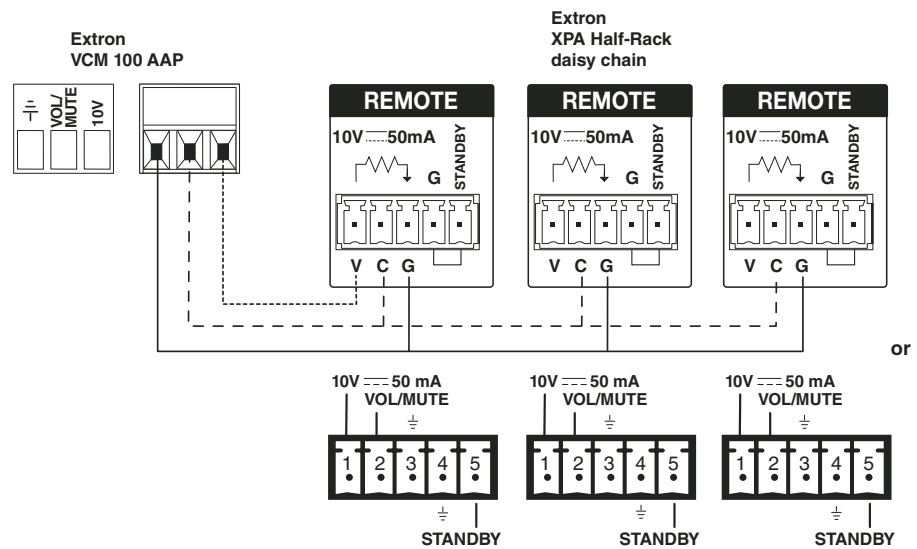 Extron
VCM 100 AAP
Extron
XPA Half-Rack
daisy chain
VOL/
MUTE
10V
REMOTE
10V 50mA
G
STANDBY
V C G
REMOTE
10V 50mA
G
STANDBY
V C G
REMOTE
10V 50mA
G
STANDBY
V C G
or
10V 50 mA
VOL/MUTE
1 2 3 4 5
STANDBY
10V 50 mA
VOL/MUTE
1 2 3 4 5
STANDBY
10V 50 mA
VOL/MUTE
1 2 3 4 5
STANDBY